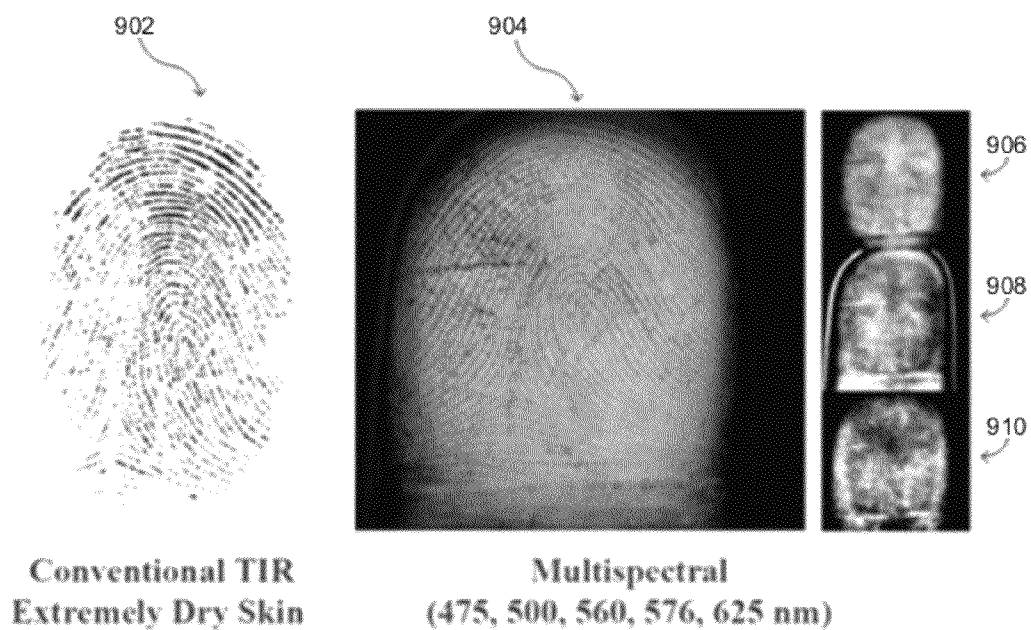 902
904
906
908
910
Conventional TIR
Extremely Dry Skin
Multispectral
(475, 500, 560, 576, 625 nm)